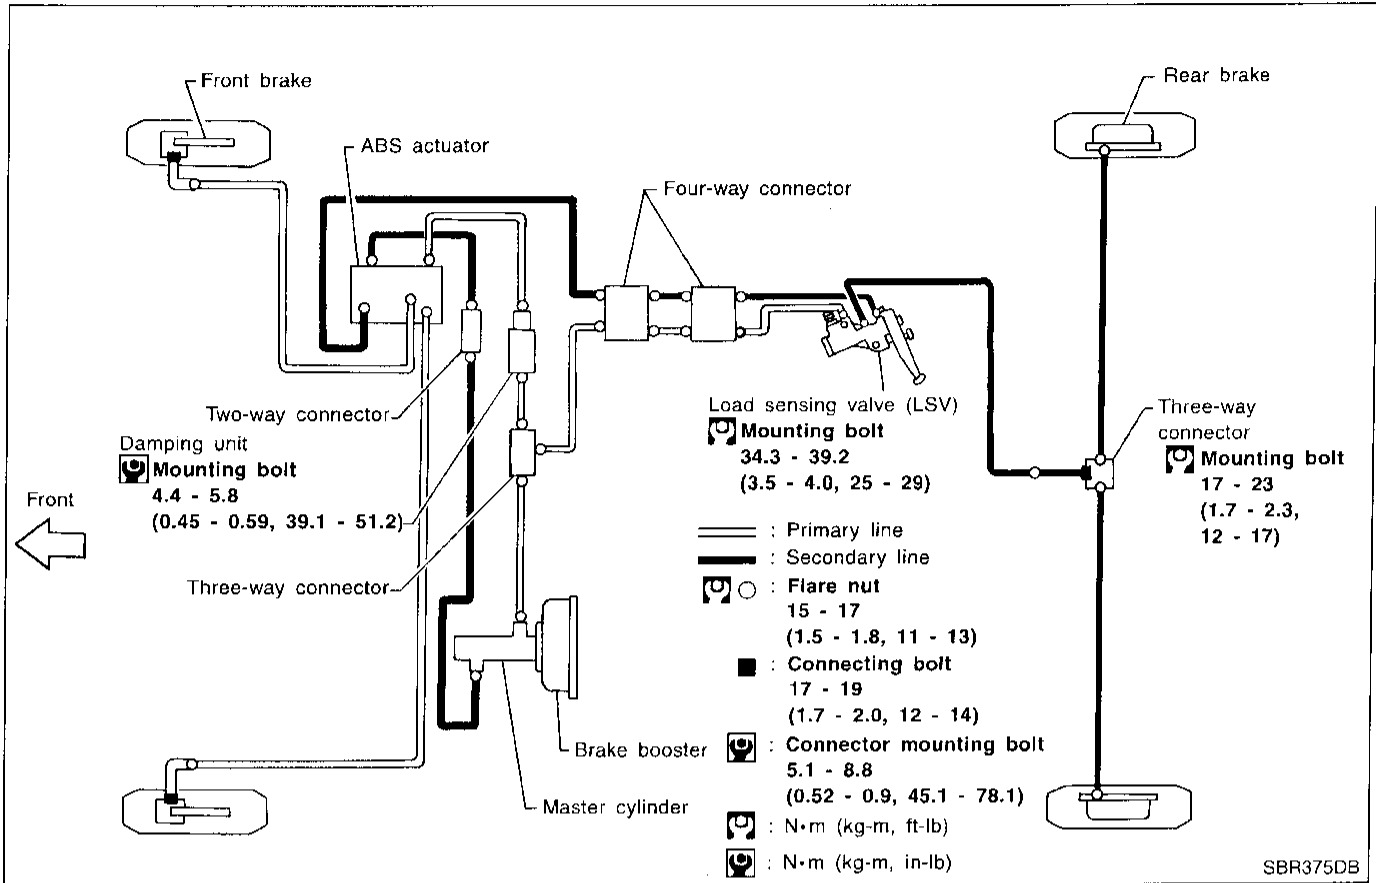 Front brake
Rear brake
ABS actuator
Four-way connector
Two-way connector
Load sensing valve (LSV)
Mounting bolt
34.3 - 39.2
(3.5 - 4.0, 25 - 29)
Three-way
connector
Mounting bolt
17 - 23
(1.7 - 2.3,
12 - 17)
Damping unit
Mounting bolt
4.4 - 5.8
(0.45 - 0.59, 39.1 - 51.2)
Front
Three-way connector
: Primary line
: Secondary line
: Flare nut
15 - 17
(1.5 - 1.8, 11 - 13)
: Connecting bolt
17 - 19
(1.7 - 2.0, 12 - 14)
: Connector mounting bolt
5.1 - 8.8
(0.52 - 0.9, 45.1 - 78.1)
: N•m (kg-m, ft-lb)
: N•m (kg-m, in-lb)
Brake booster
Master cylinder
SBR375DB